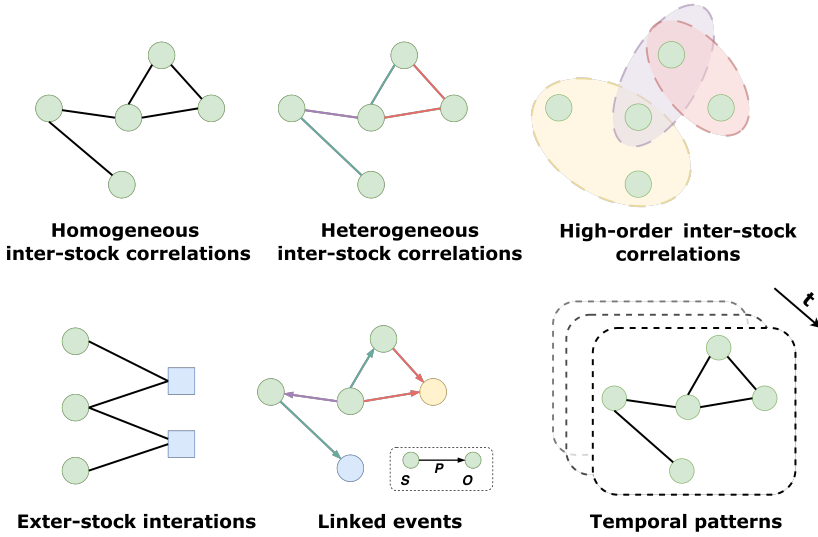 Homogeneous
inter-stock correlations
Heterogeneous
inter-stock correlations
High-order inter-stock
correlations
t
Exter-stock interations
P
S O
Linked events
Temporal patterns